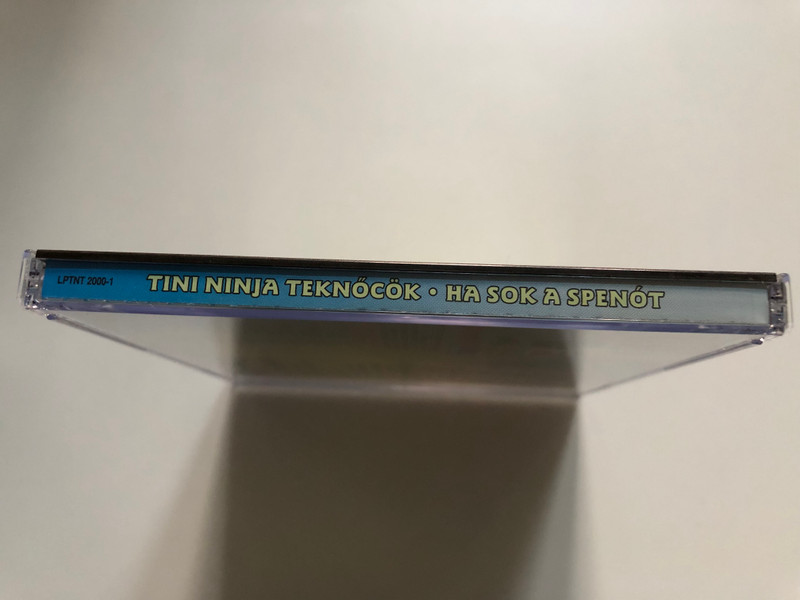 LPTNT 2000-1 TINI NINJA TEKNŐCÖK • HA SOK A SPENÓT